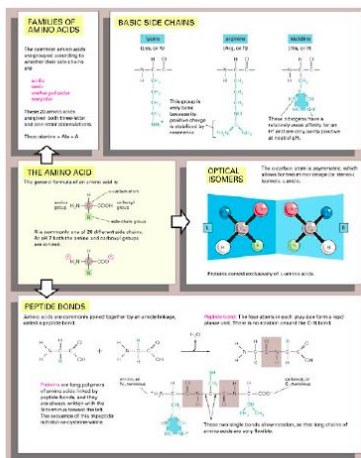 FAMILIES OF
AMINO ACIDS
The common amino acids
are grouped according to
whether their side chains
are
acidic
basic
uncharged polar
nonpolar
These 20 amino acids
are given both three-letter
and one-letter abbreviations.
Thus: alanine = Ala = A
BASIC SIDE CHAINS
lysine
(Lys, or K)
arginine
(Arg, or R)
histidine
(His, or H)
This group is very
basic because its
positive charge
is stabilized by
resonance.
These nitrogens have a
relatively weak affinity for
H⁺ and are only partly positive
at neutral pH.
THE AMINO ACID
The general formula of an amino acid is
amino
group
carboxyl
group
COOH
side-chain group
R is commonly one of 20 different side chains.
At pH 7 both the amino and carboxyl groups
are ionized.
OPTICAL
ISOMERS
The α-carbon atom is asymmetric, which
allows for two mirror image (or stereo)
isomers, L and D.
L
D
Proteins consist exclusively of L-amino acids.
PEPTIDE BONDS
Amino acids are commonly joined together by an amide linkage,
called a peptide bond.
Peptide bond: The four atoms in each gray box form a rigid
planar unit. There is no rotation around the C–N bond.
H₂O
Proteins are long polymers
of amino acids linked by
peptide bonds, and they
are always written with the
N-terminus toward the left.
The sequence of this tripeptide
is histidine-cysteine-valine.
These two single bonds allow rotation, so that long chains of
amino acids are very flexible.